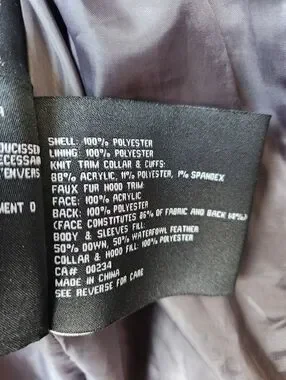 SHELL: 100% POLYESTER
LINING: 100% POLYESTER
KNIT TRIM COLLAR & CUFFS:
88% ACRYLIC, 11% POLYESTER, 1% SPANDEX
FAUX FUR HOOD TRIM:
FACE: 100% ACRYLIC
BACK: 100% POLYESTER
(FACE CONSTITUTES % OF FABRIC AND BACK %)
BODY & SLEEVES FILL:
50% DOWN, 50% WATERFOWL FEATHER
COLLAR & HOOD FILL: 100% POLYESTER
CA# 00234
MADE IN CHINA
SEE REVERSE FOR CARE
ENVERS
MENT O